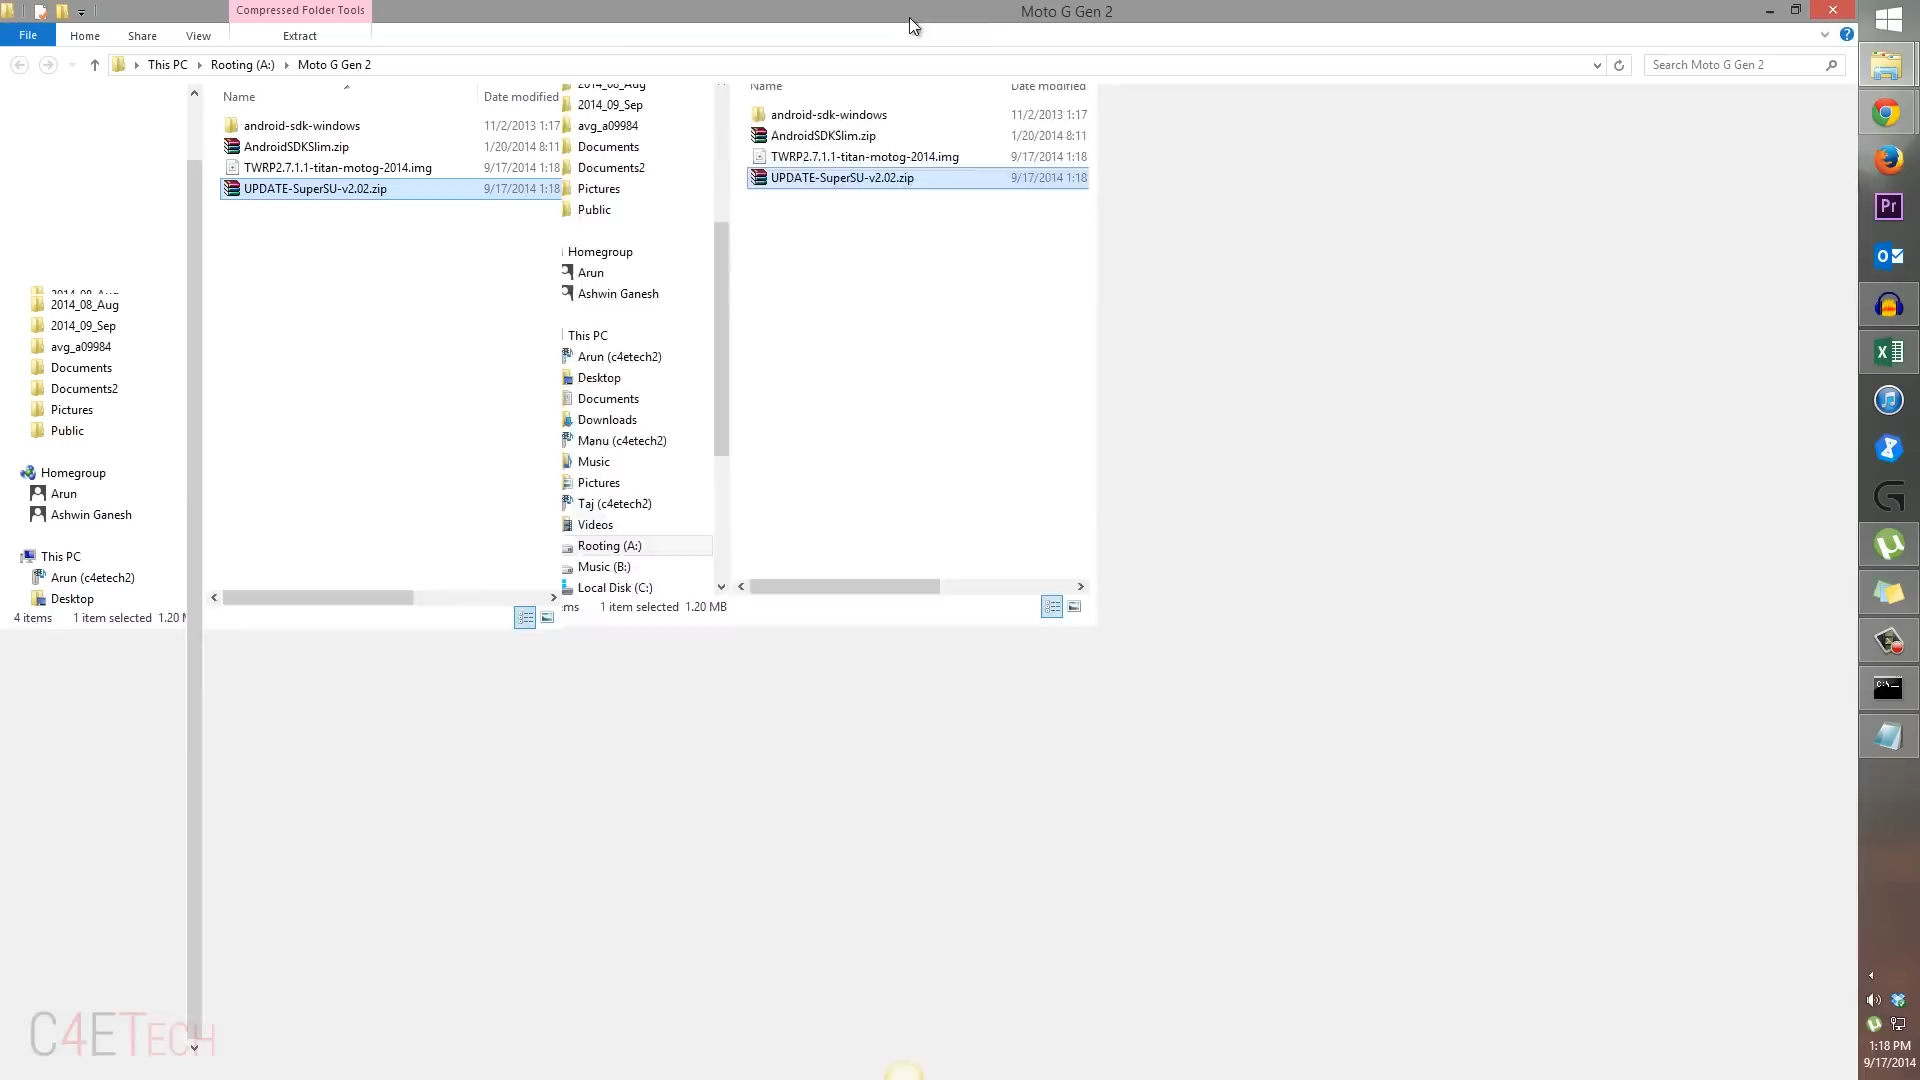 Compressed Folder Tools
Moto G Gen 2
File
Home
Share
View
Extract
This PC
Rooting (A:)
Moto G Gen 2
Search Moto G Gen 2
Name
Date modified
android-sdk-windows
11/2/2013 1:17
AndroidSDKSlim.zip
1/20/2014 8:11
TWRP2.7.1.1-titan-motog-2014.img
9/17/2014 1:18
UPDATE-SuperSU-v2.02.zip
9/17/2014 1:18
2014_08_Aug
2014_08_Aug
2014_09_Sep
avg_a09984
Documents
Documents2
Pictures
Public
Homegroup
Arun
Ashwin Ganesh
This PC
Arun (c4etech2)
Desktop
4 items
1 item selected 1.20
2014_08_Aug
2014_09_Sep
avg_a09984
Documents
Documents2
Pictures
Public
Homegroup
Arun
Ashwin Ganesh
This PC
Arun (c4etech2)
Desktop
Documents
Downloads
Manu (c4etech2)
Music
Pictures
Taj (c4etech2)
Videos
Rooting (A:)
Music (B:)
Local Disk (C:)
ems
1 item selected 1.20 MB
Name
Date modified
android-sdk-windows
11/2/2013 1:17
AndroidSDKSlim.zip
1/20/2014 8:11
TWRP2.7.1.1-titan-motog-2014.img
9/17/2014 1:18
UPDATE-SuperSU-v2.02.zip
9/17/2014 1:18
Pr
C4ETECH
1:18 PM
9/17/2014